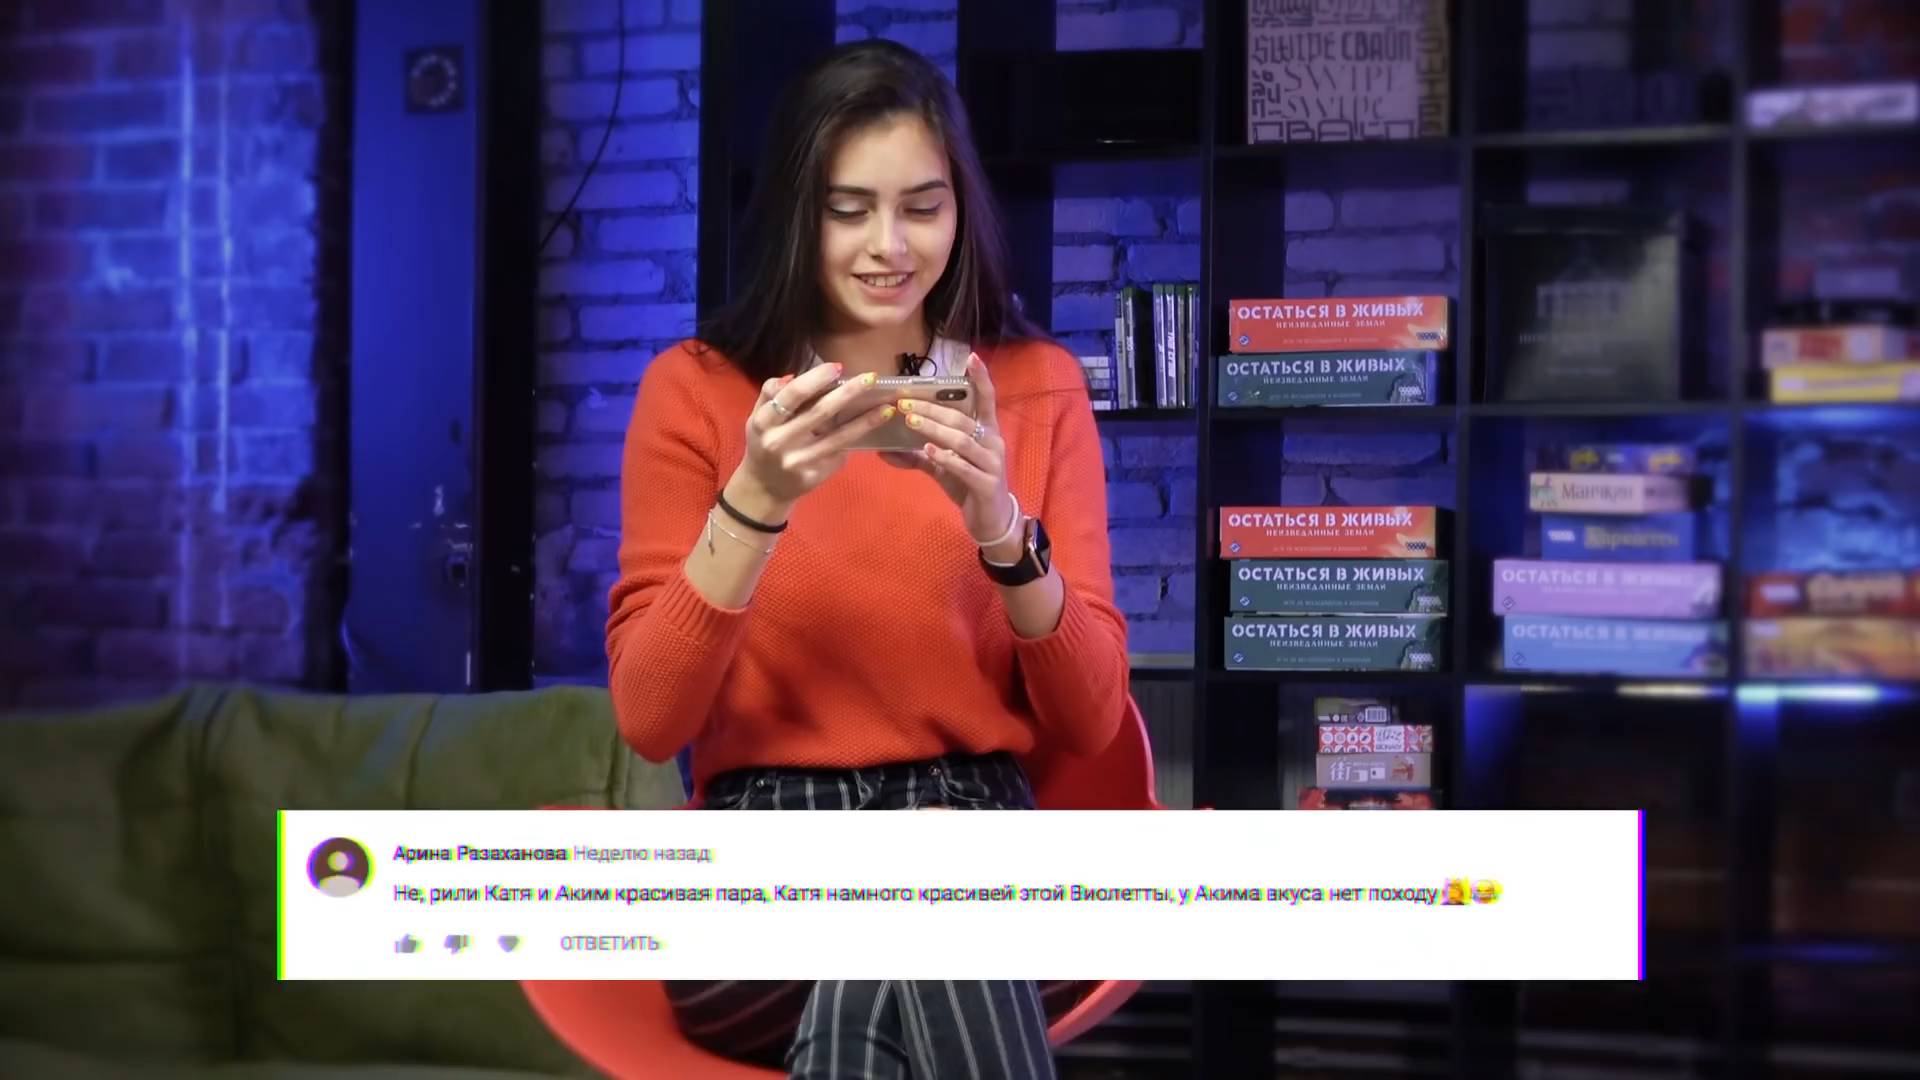 SWIPE СВАЙП
SWIPE
SWIPE
ОСТАТЬСЯ В ЖИВЫХ
НЕИЗВЕДАННЫЕ ЗЕМЛИ
ОСТАТЬСЯ В ЖИВЫХ
НЕИЗВЕДАННЫЕ ЗЕМЛИ
Манчкин
ОСТАТЬСЯ В ЖИВЫХ
НЕИЗВЕДАННЫЕ ЗЕМЛИ
ОСТАТЬСЯ В ЖИВЫХ
НЕИЗВЕДАННЫЕ ЗЕМЛИ
ОСТАТЬСЯ В ЖИВЫХ
НЕИЗВЕДАННЫЕ ЗЕМЛИ
ОСТАТЬСЯ В ЖИВЫХ
ОСТАТЬСЯ В ЖИВЫХ
Арина Разаханова Неделю назад
Не, рили Катя и Аким красивая пара, Катя намного красивей этой Виолетты, у Акима вкуса нет походу
ОТВЕТИТЬ